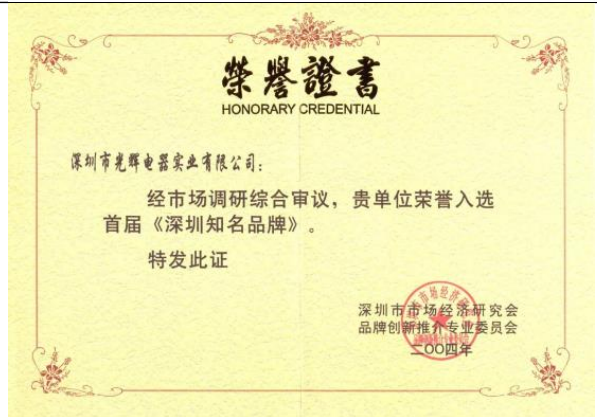 榮譽證書
HONORARY CREDENTIAL
深圳市光辉电器实业有限公司:
经市场调研综合审议，贵单位荣誉入选
首届《深圳知名品牌》。
特发此证
深圳市市场经济研究会
品牌创新推介专业委员会
二〇〇四年